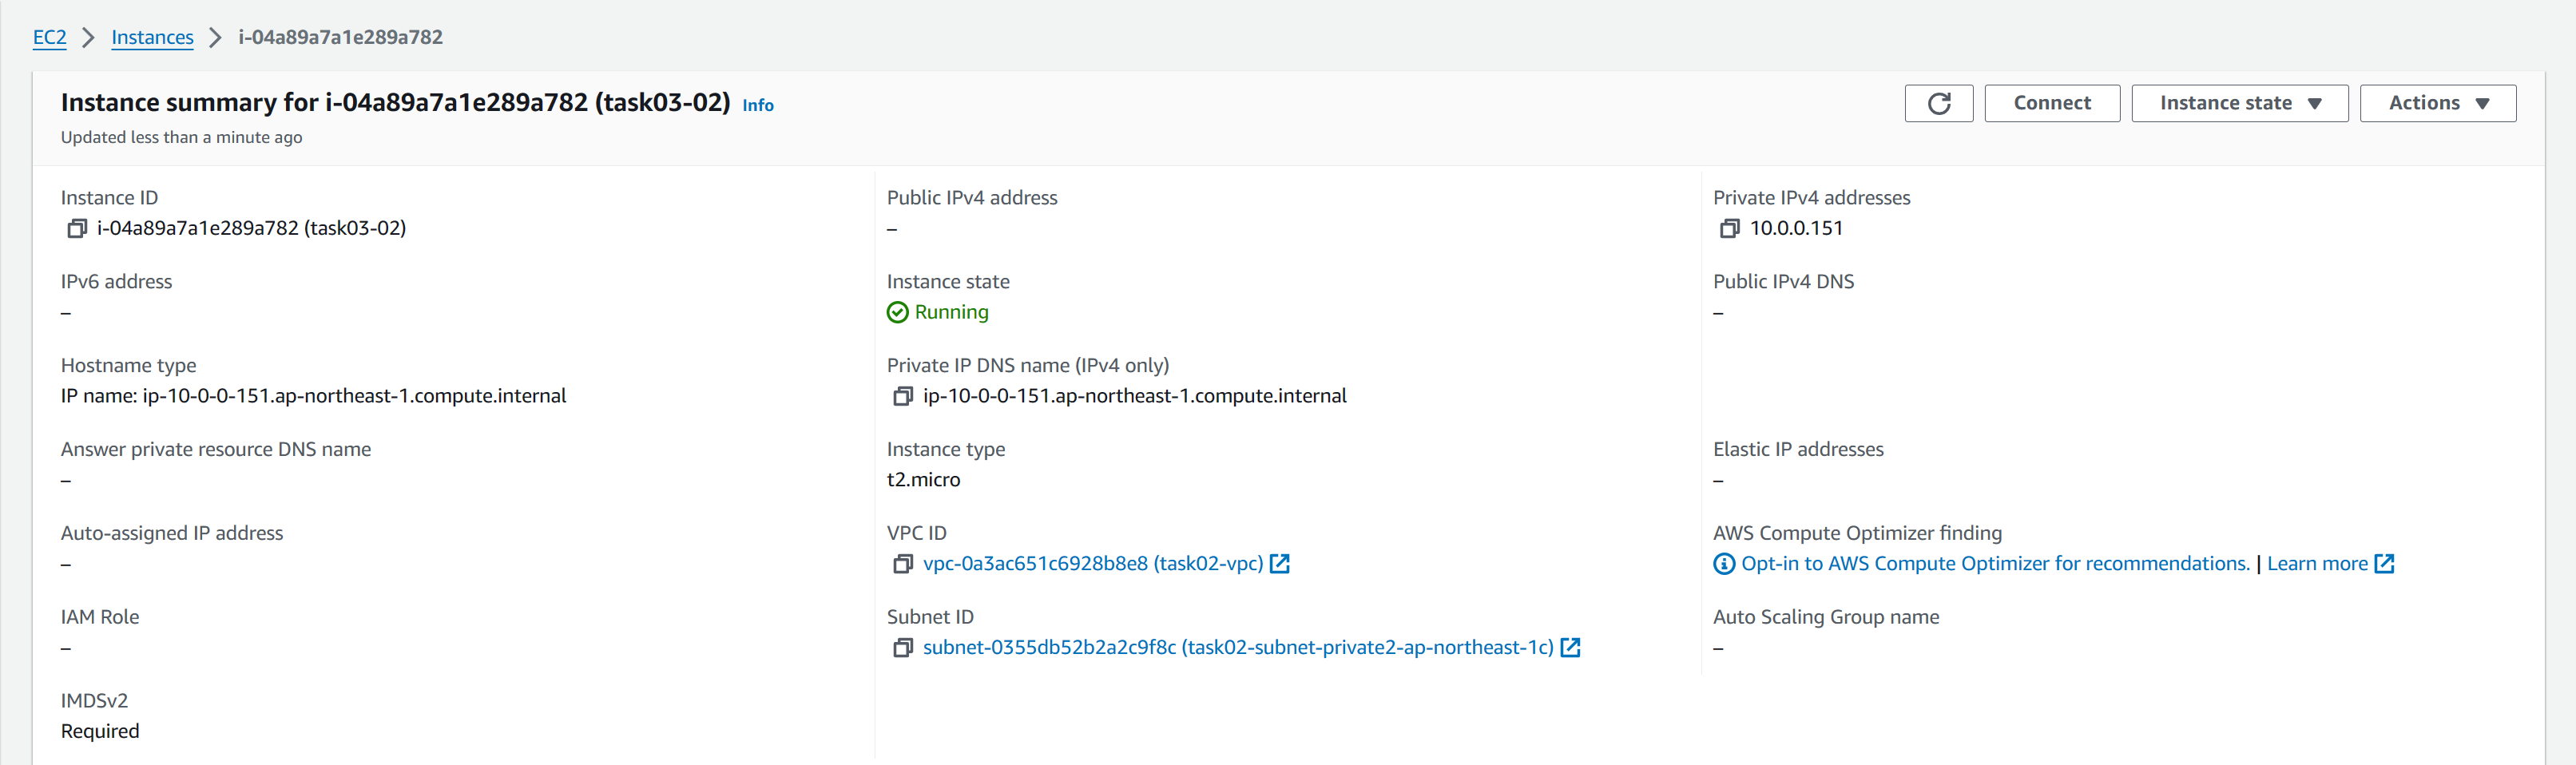 EC2 > Instances > i-04a89a7a1e289a782
Instance summary for i-04a89a7a1e289a782 (task03-02) Info
Updated less than a minute ago
Connect
Instance state
Actions
Instance ID
i-04a89a7a1e289a782 (task03-02)
Public IPv4 address
–
Private IPv4 addresses
10.0.0.151
IPv6 address
–
Instance state
Running
Public IPv4 DNS
–
Hostname type
IP name: ip-10-0-0-151.ap-northeast-1.compute.internal
Private IP DNS name (IPv4 only)
ip-10-0-0-151.ap-northeast-1.compute.internal
Answer private resource DNS name
–
Instance type
t2.micro
Elastic IP addresses
–
Auto-assigned IP address
–
VPC ID
vpc-0a3ac651c6928b8e8 (task02-vpc)
AWS Compute Optimizer finding
Opt-in to AWS Compute Optimizer for recommendations. | Learn more
IAM Role
–
Subnet ID
subnet-0355db52b2a2c9f8c (task02-subnet-private2-ap-northeast-1c)
Auto Scaling Group name
–
IMDSv2
Required